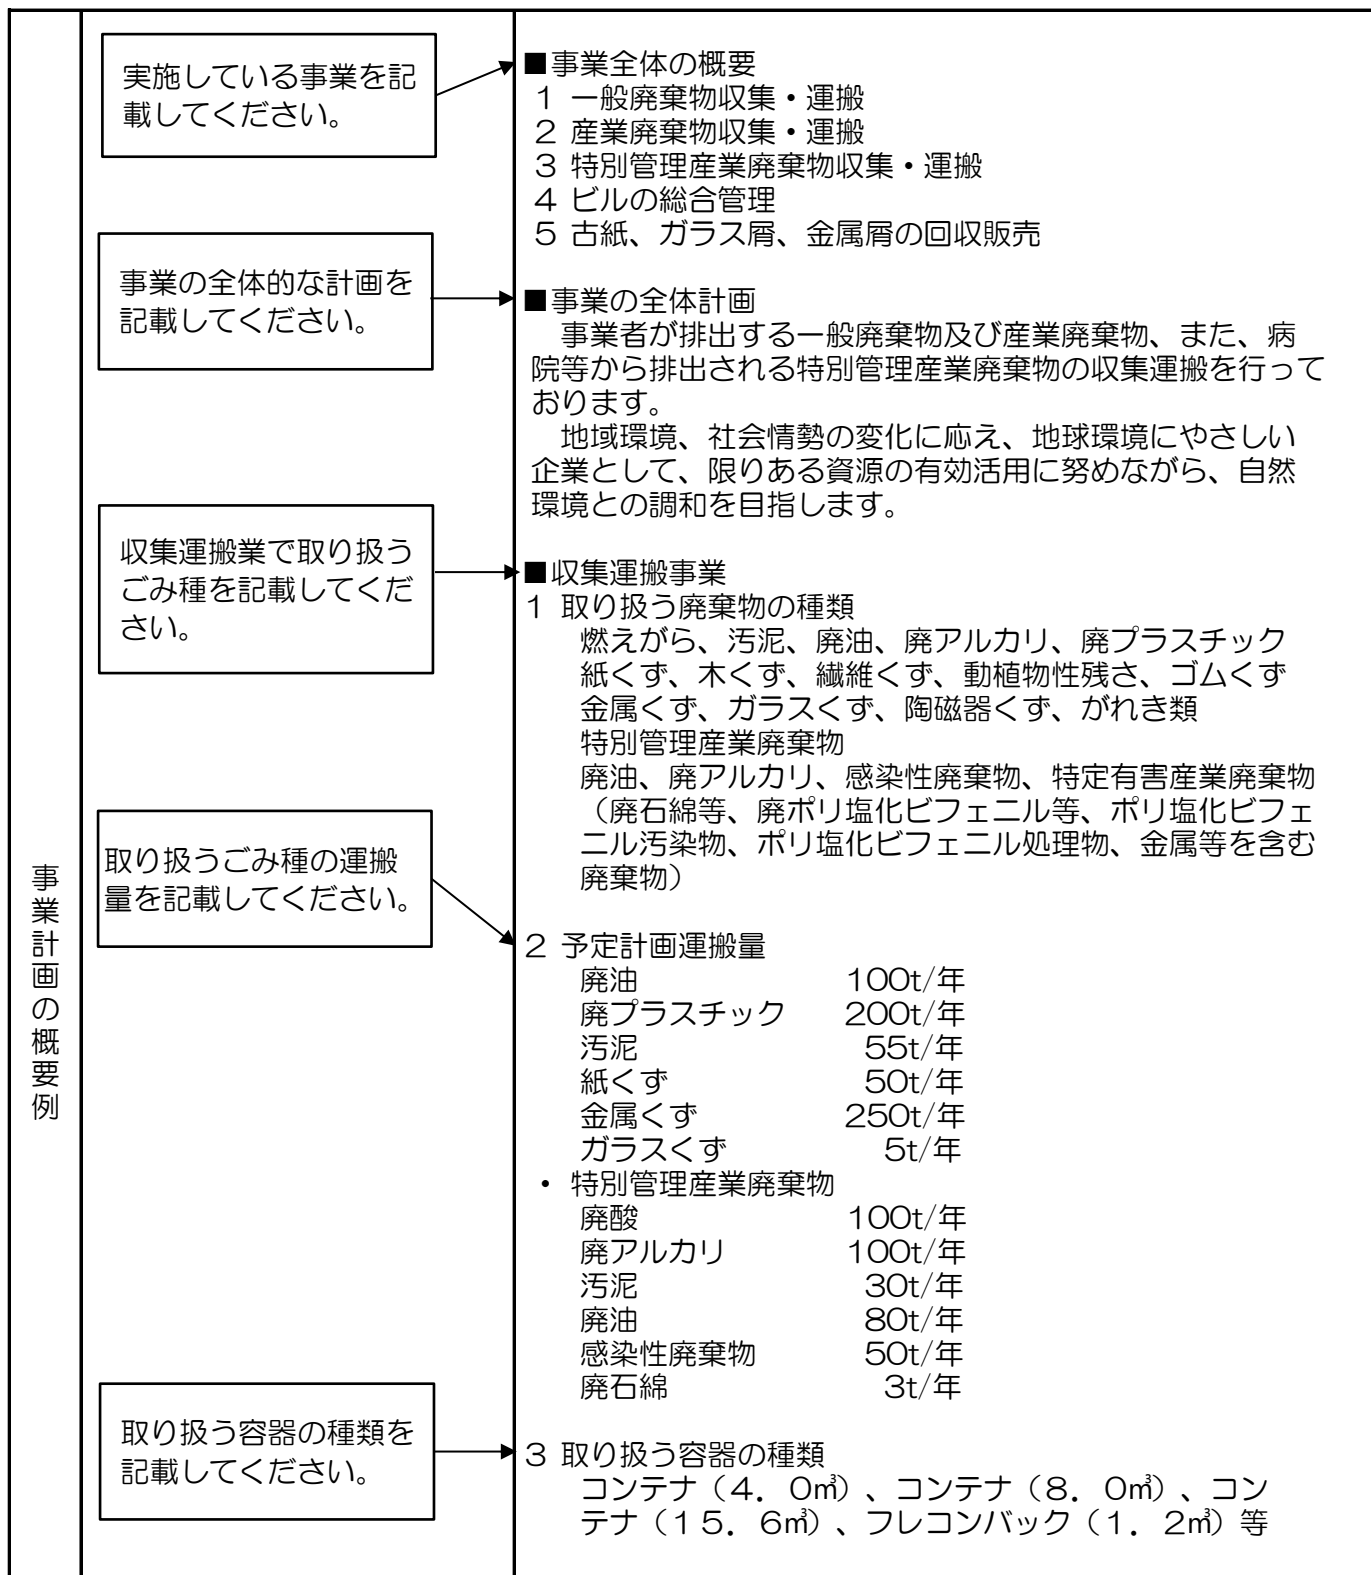 事業計画の概要例
実施している事業を記
載してください。
■事業全体の概要
1 一般廃棄物収集・運搬
2 産業廃棄物収集・運搬
3 特別管理産業廃棄物収集・運搬
4 ビルの総合管理
5 古紙、ガラス屑、金属屑の回収販売
事業の全体的な計画を
記載してください。
■事業の全体計画
事業者が排出する一般廃棄物及び産業廃棄物、また、病
院等から排出される特別管理産業廃棄物の収集運搬を行って
おります。
地域環境、社会情勢の変化に応え、地球環境にやさしい
企業として、限りある資源の有効活用に努めながら、自然
環境との調和を目指します。
収集運搬業で取り扱う
ごみ種を記載してくだ
さい。
■収集運搬事業
1 取り扱う廃棄物の種類
燃えがら、汚泥、廃油、廃アルカリ、廃プラスチック
紙くず、木くず、繊維くず、動植物性残さ、ゴムくず
金属くず、ガラスくず、陶磁器くず、がれき類
特別管理産業廃棄物
廃油、廃アルカリ、感染性廃棄物、特定有害産業廃棄物
（廃石綿等、廃ポリ塩化ビフェニル等、ポリ塩化ビフェ
ニル汚染物、ポリ塩化ビフェニル処理物、金属等を含む
廃棄物）
取り扱うごみ種の運搬
量を記載してください。
2 予定計画運搬量
廃油 100t/年
廃プラスチック 200t/年
汚泥 55t/年
紙くず 50t/年
金属くず 250t/年
ガラスくず 5t/年
・ 特別管理産業廃棄物
廃酸 100t/年
廃アルカリ 100t/年
汚泥 30t/年
廃油 80t/年
感染性廃棄物 50t/年
廃石綿 3t/年
取り扱う容器の種類を
記載してください。
3 取り扱う容器の種類
コンテナ（4．0㎥）、コンテナ（8．0㎥）、コン
テナ（15．6㎥）、フレコンバック（1．2㎥）等